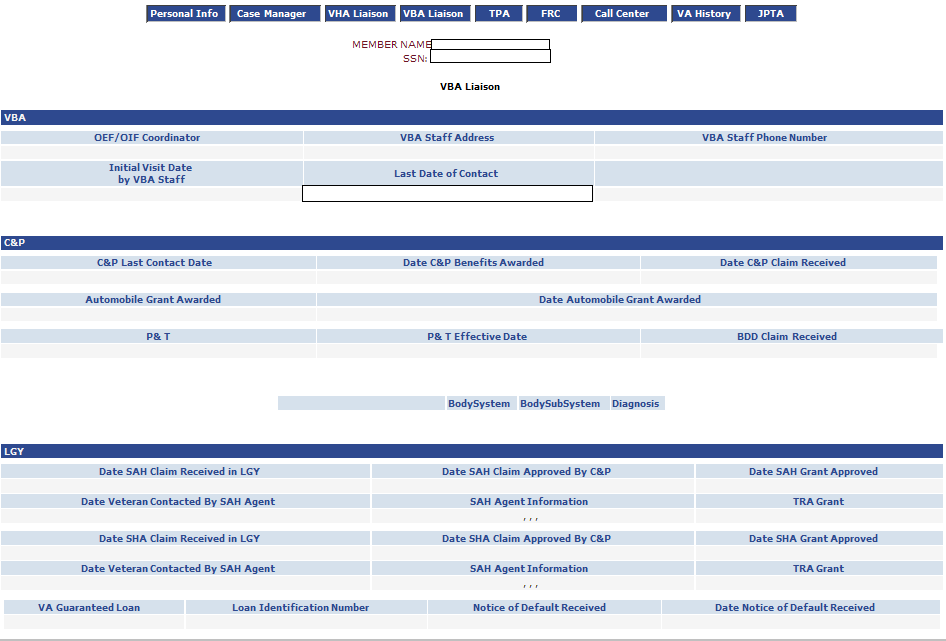 Personal Info Case Manager VHA Liaison VBA Liaison TPA FRC Call Center VA History JPTA
MEMBER NAME
SSN:
VBA Liaison
VBA
OEF/OIF Coordinator VBA Staff Address VBA Staff Phone Number
Initial Visit Date
by VBA Staff Last Date of Contact
C&P
C&P Last Contact Date Date C&P Benefits Awarded Date C&P Claim Received
Automobile Grant Awarded Date Automobile Grant Awarded
P& T P& T Effective Date BDD Claim Received
BodySystem BodySubSystem Diagnosis
LGY
Date SAH Claim Received in LGY Date SAH Claim Approved By C&P Date SAH Grant Approved
Date Veteran Contacted By SAH Agent SAH Agent Information TRA Grant
, , ,
Date SHA Claim Received in LGY Date SHA Claim Approved By C&P Date SHA Grant Approved
Date Veteran Contacted By SAH Agent SAH Agent Information TRA Grant
, , ,
VA Guaranteed Loan Loan Identification Number Notice of Default Received Date Notice of Default Received